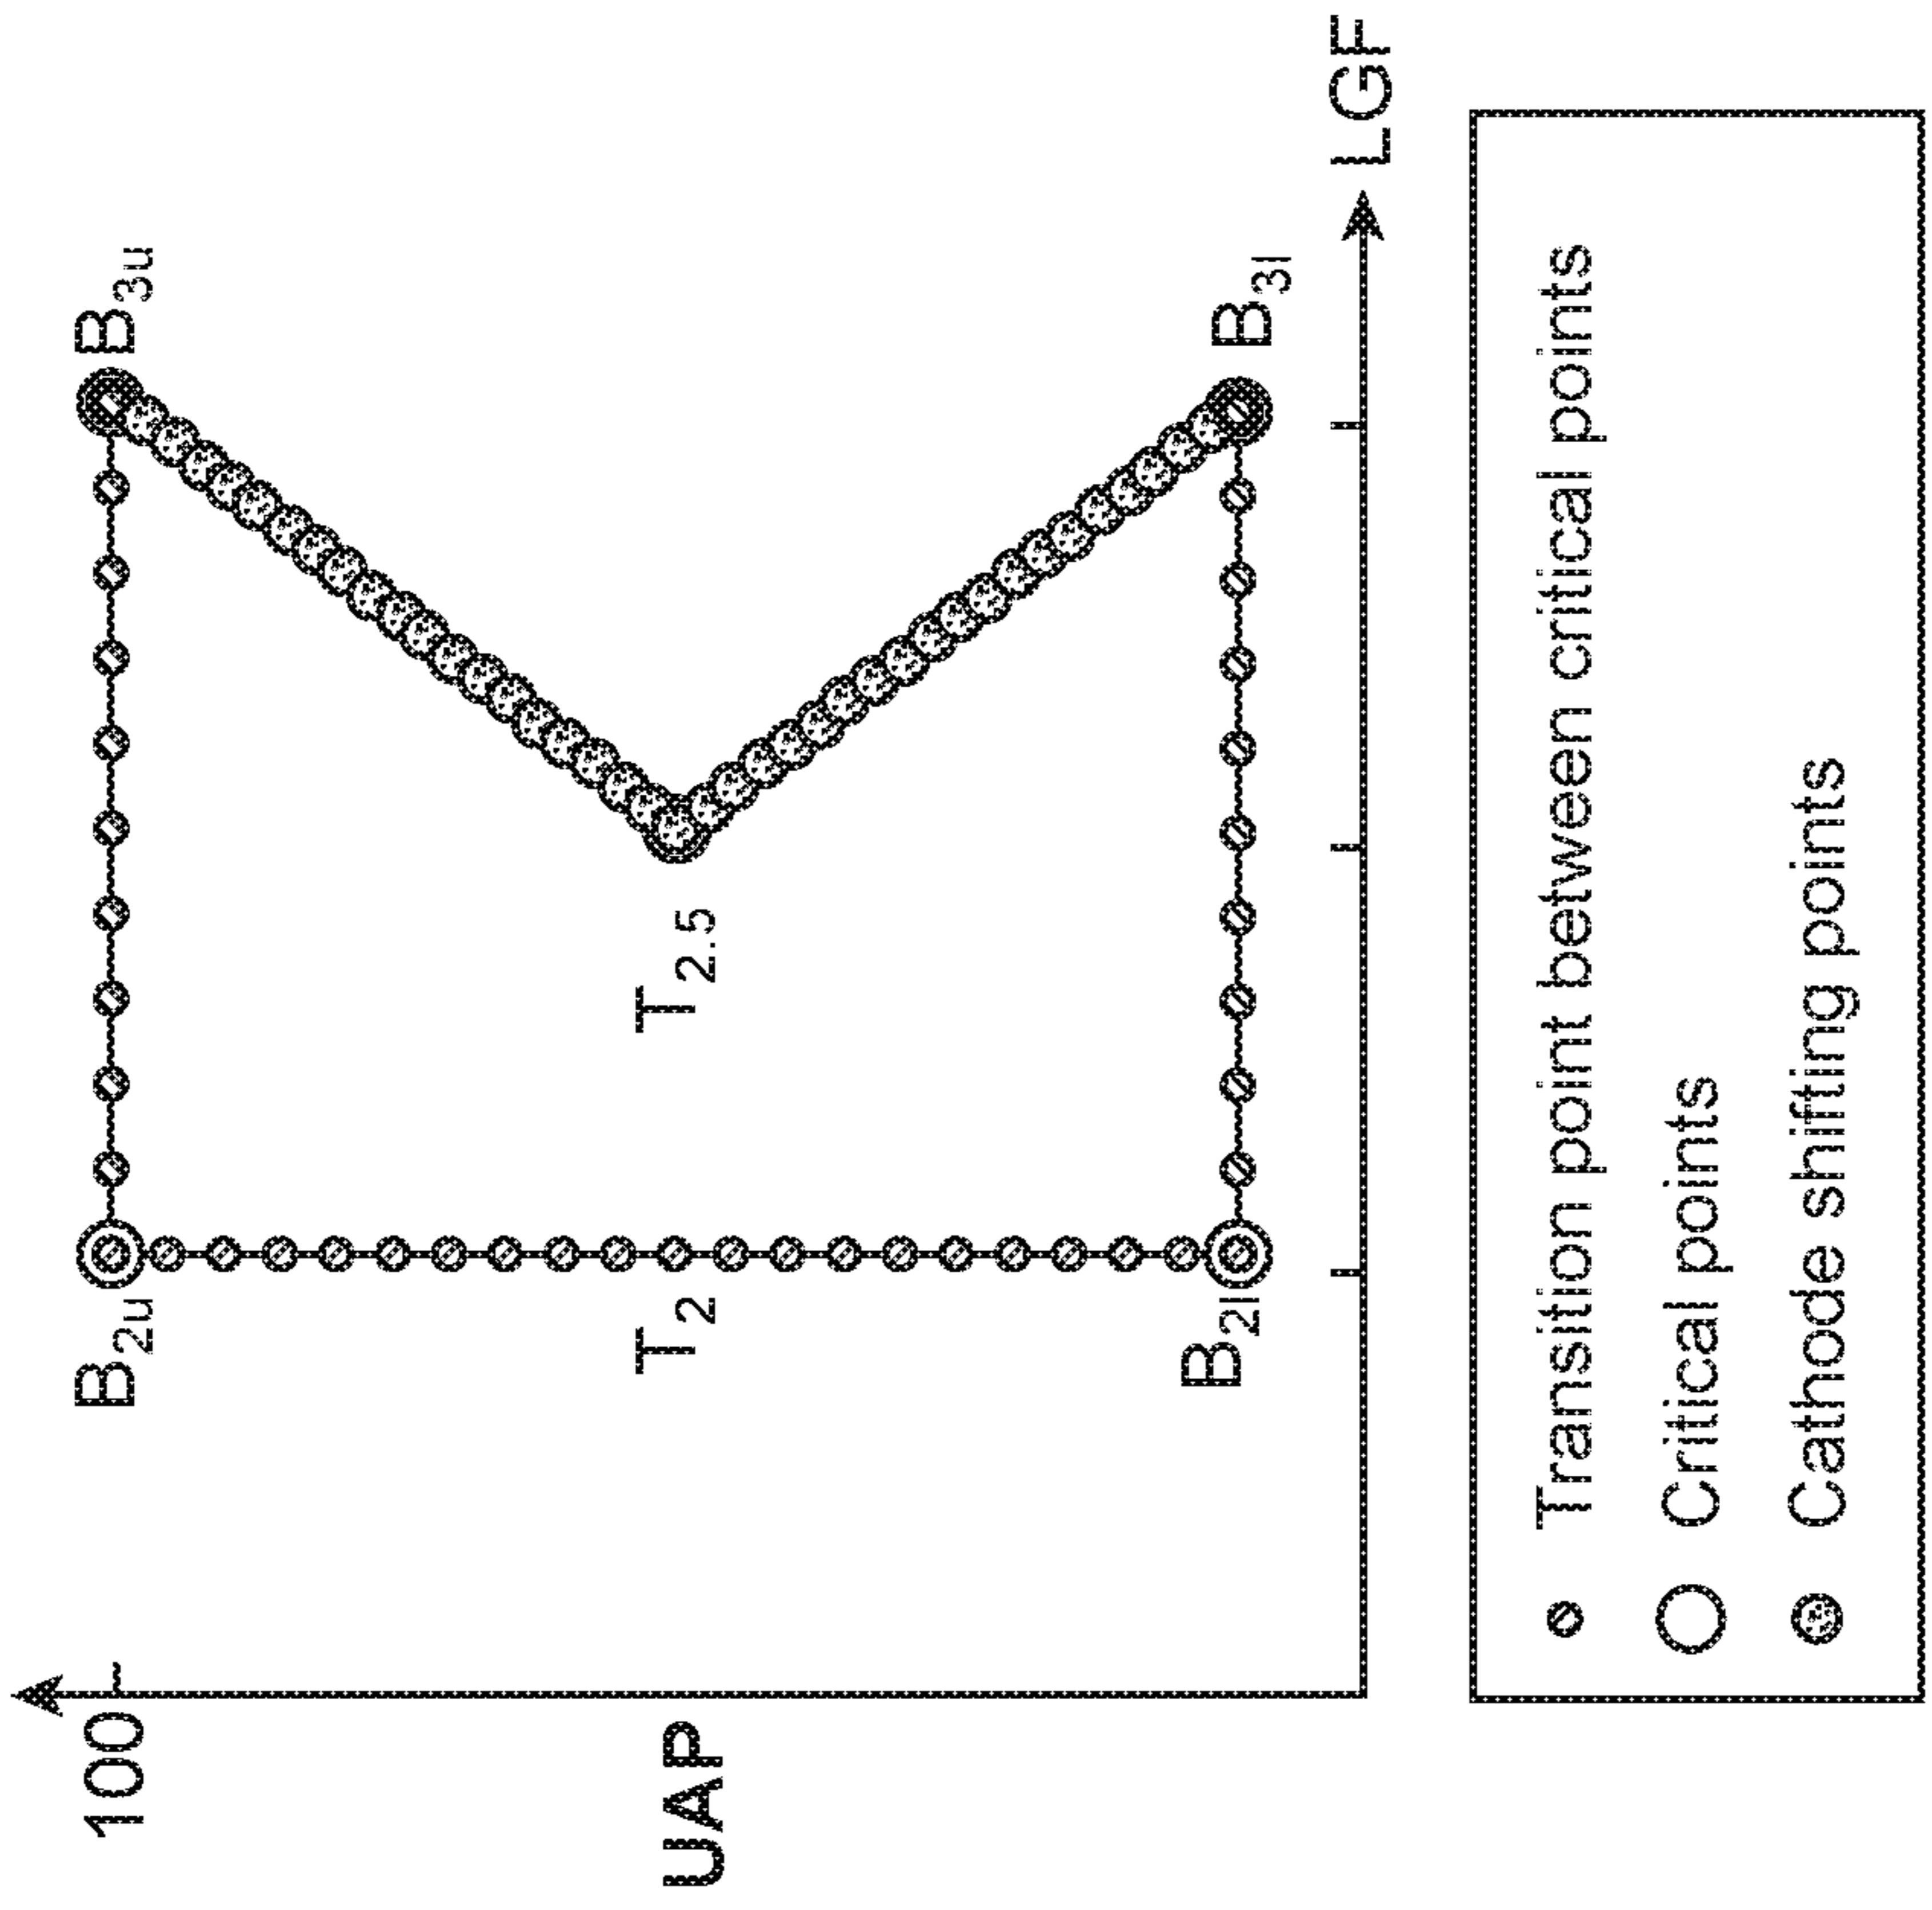 100
B2u
B3u
UAP
T2
T2.5
B2l
B3l
LGF
Transition point between critical points
Critical points
Cathode shifting points